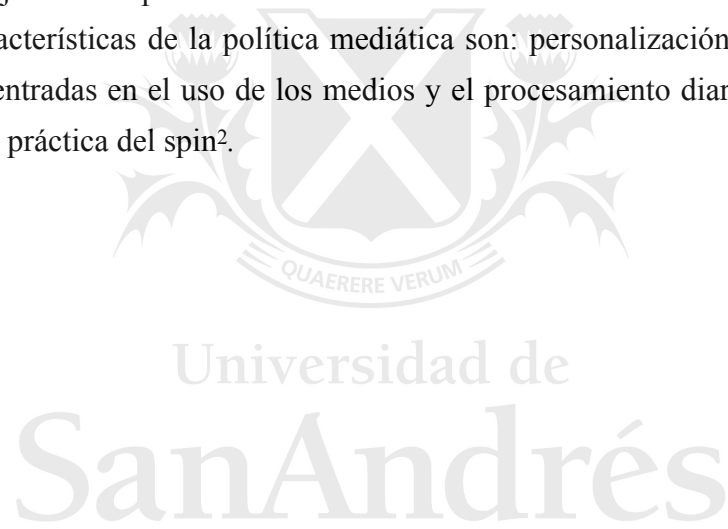 acterísticas de la política mediática son: personalización
entradas en el uso de los medios y el procesamiento diar
práctica del spin².
QUAERERE VERUM
Universidad de
SanAndrés